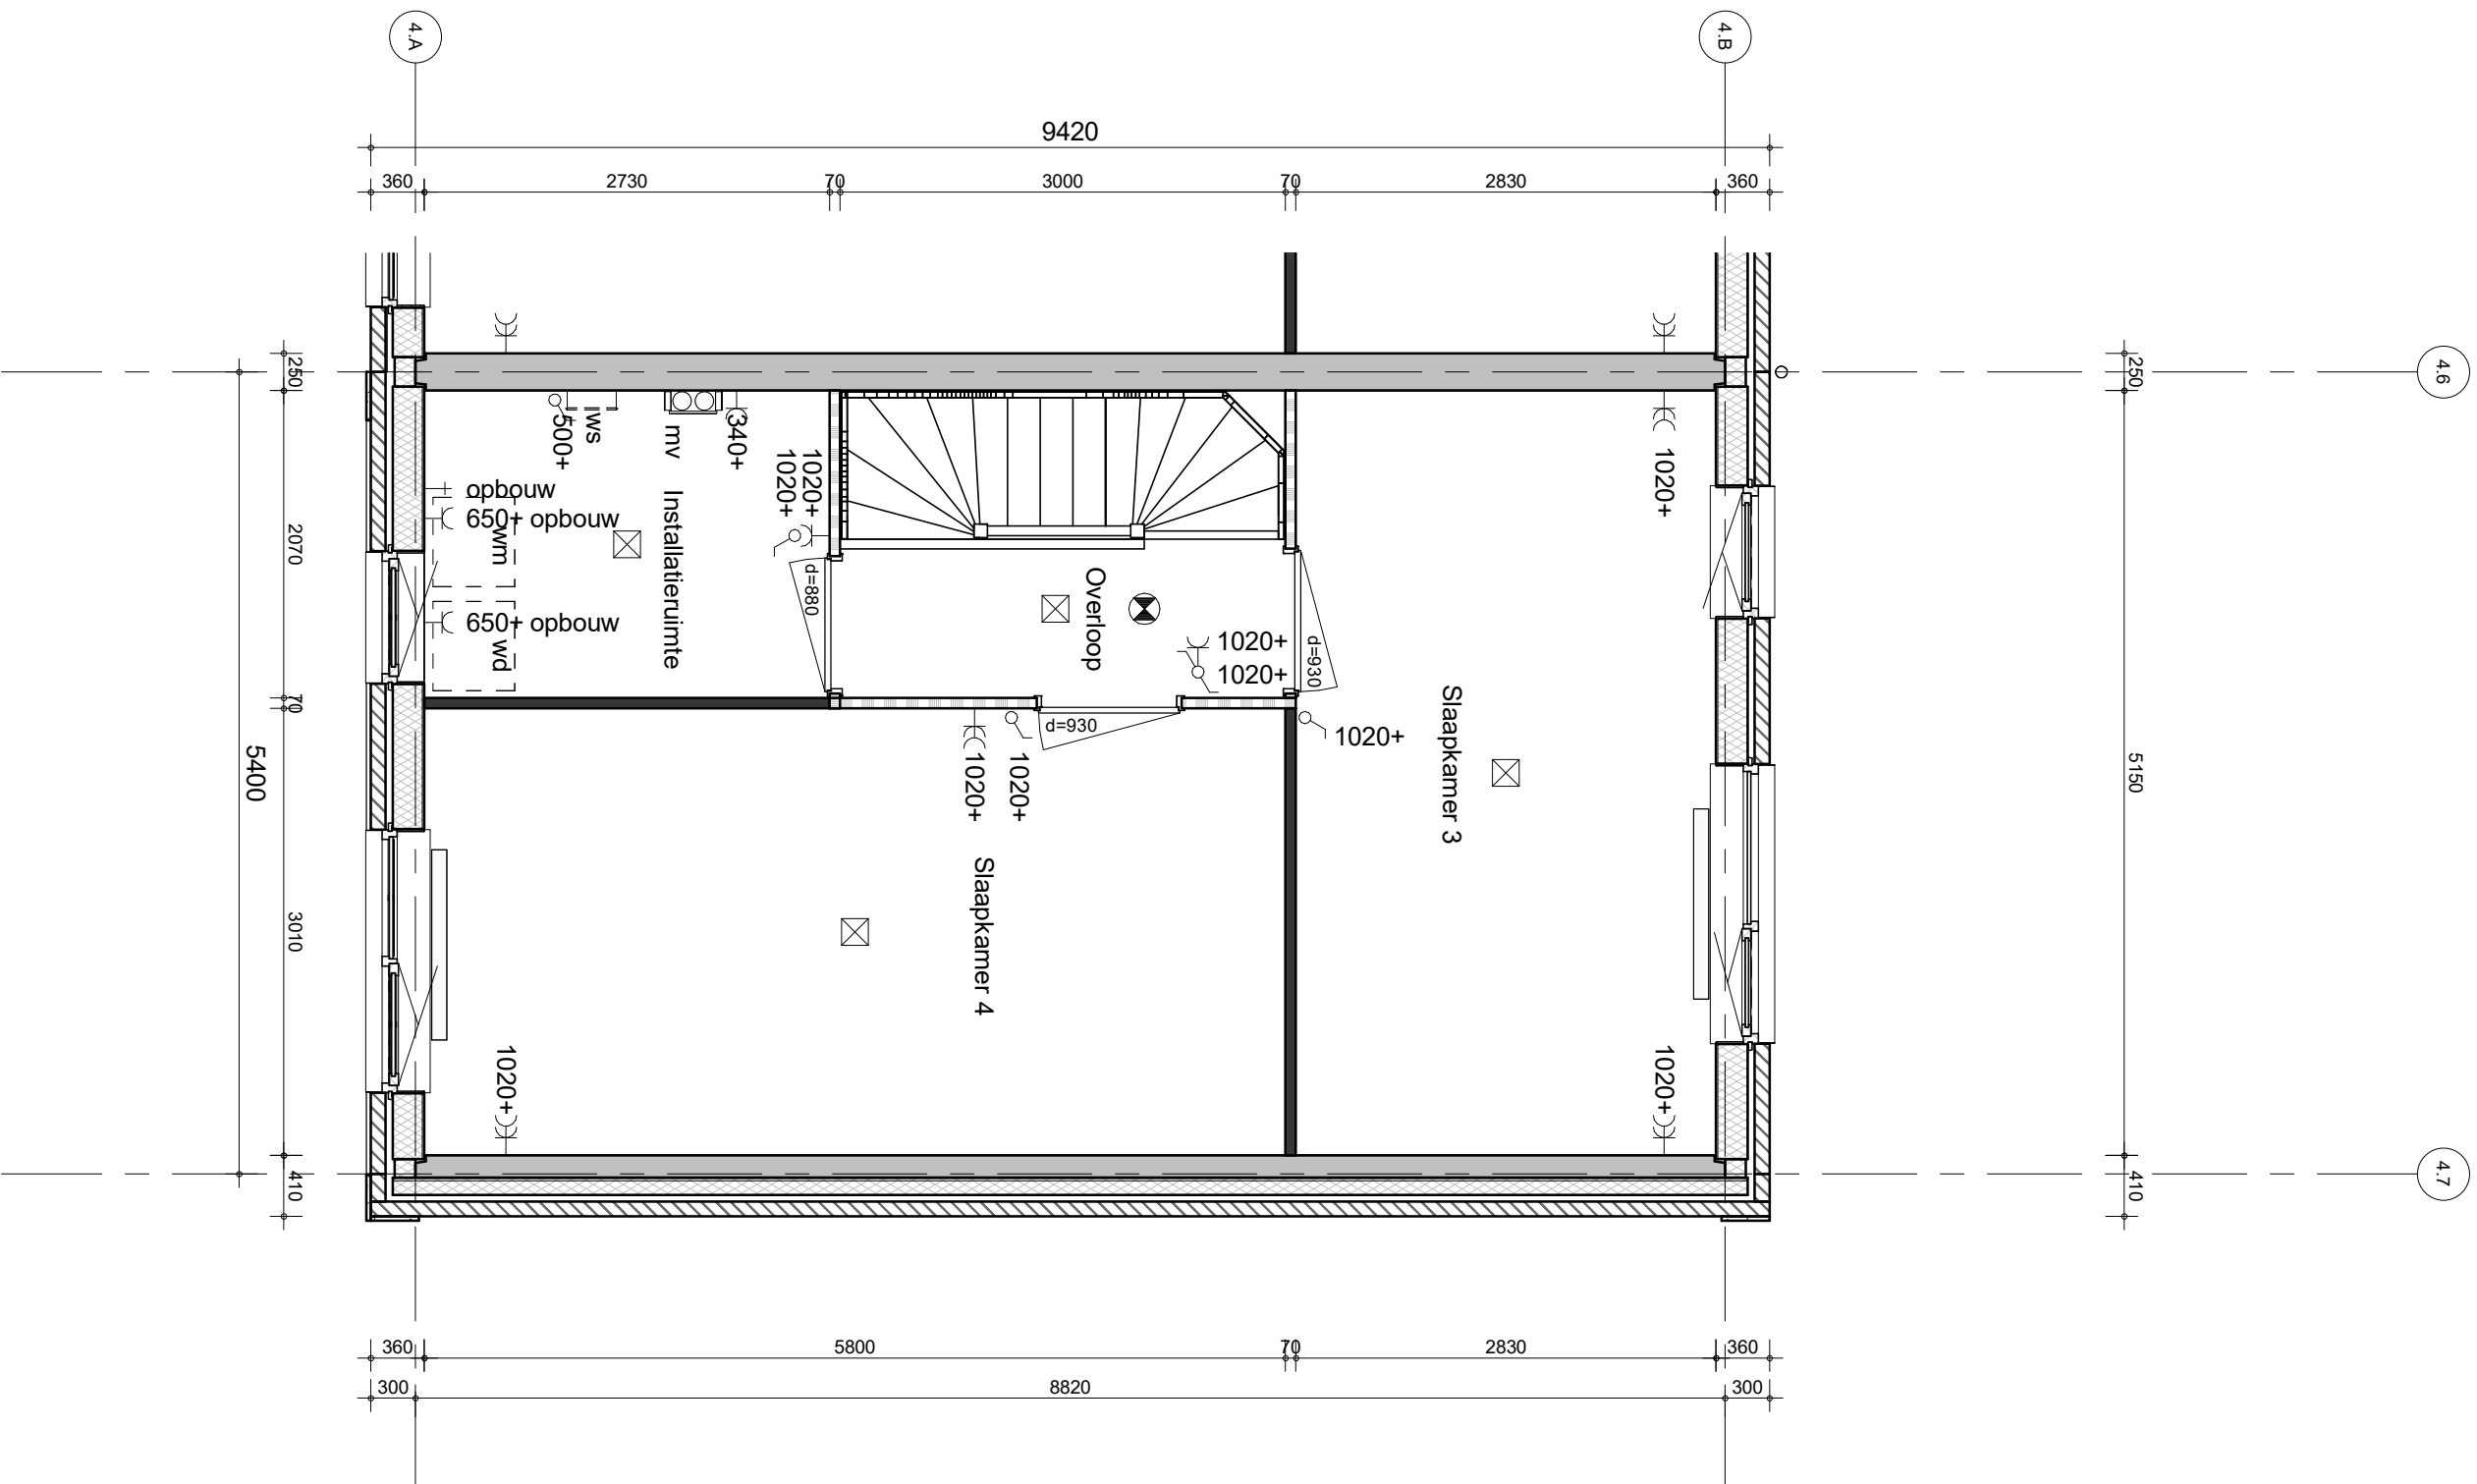 4.A
4.B
9420
360
2730
70
3000
70
2830
360
4.6
250
250
ws
500+
mv
340+
1020+
1020+
1020+
opbouw
650+ opbouw
wm
Installatieruimte
2070
d=880
Overloop
650+ opbouw
wd
1020+
1020+
d=930
70
d=930
1020+
Slaapkamer 3
5400
1020+
1020+
5150
Slaapkamer 4
3010
1020+
1020+
4.7
410
410
360
5800
70
2830
360
300
8820
300